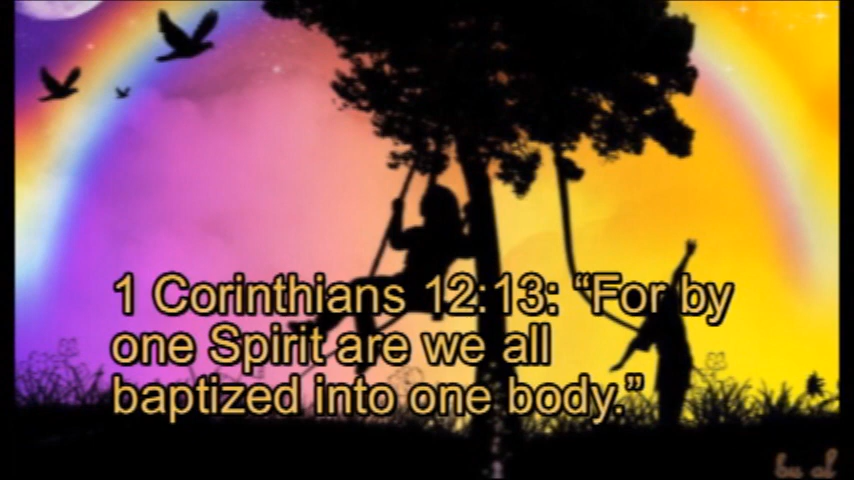 1 Corinthians 12:13: “For by
one Spirit are we all
baptized into one body.”